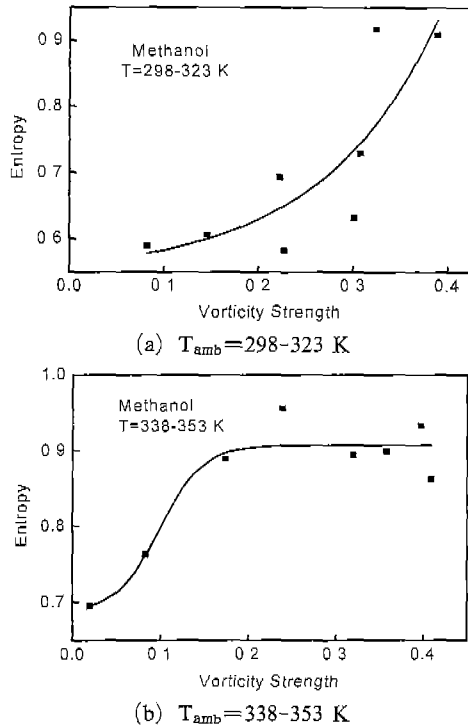 0 9
0.8
0.7
0 6
Entropy
Methanol
T=298-323 K
0.0 0 1 0.2 0 3 0.4
Vorticity Strength
(a) Tamb=298-323 K
1.0
0.9
0.8
0.7
Entropy
Methanol
T=338-353 K
0.0 0 1 0 2 0 3 0.4
Vorticity Strength
(b) Tamb=338-353 K